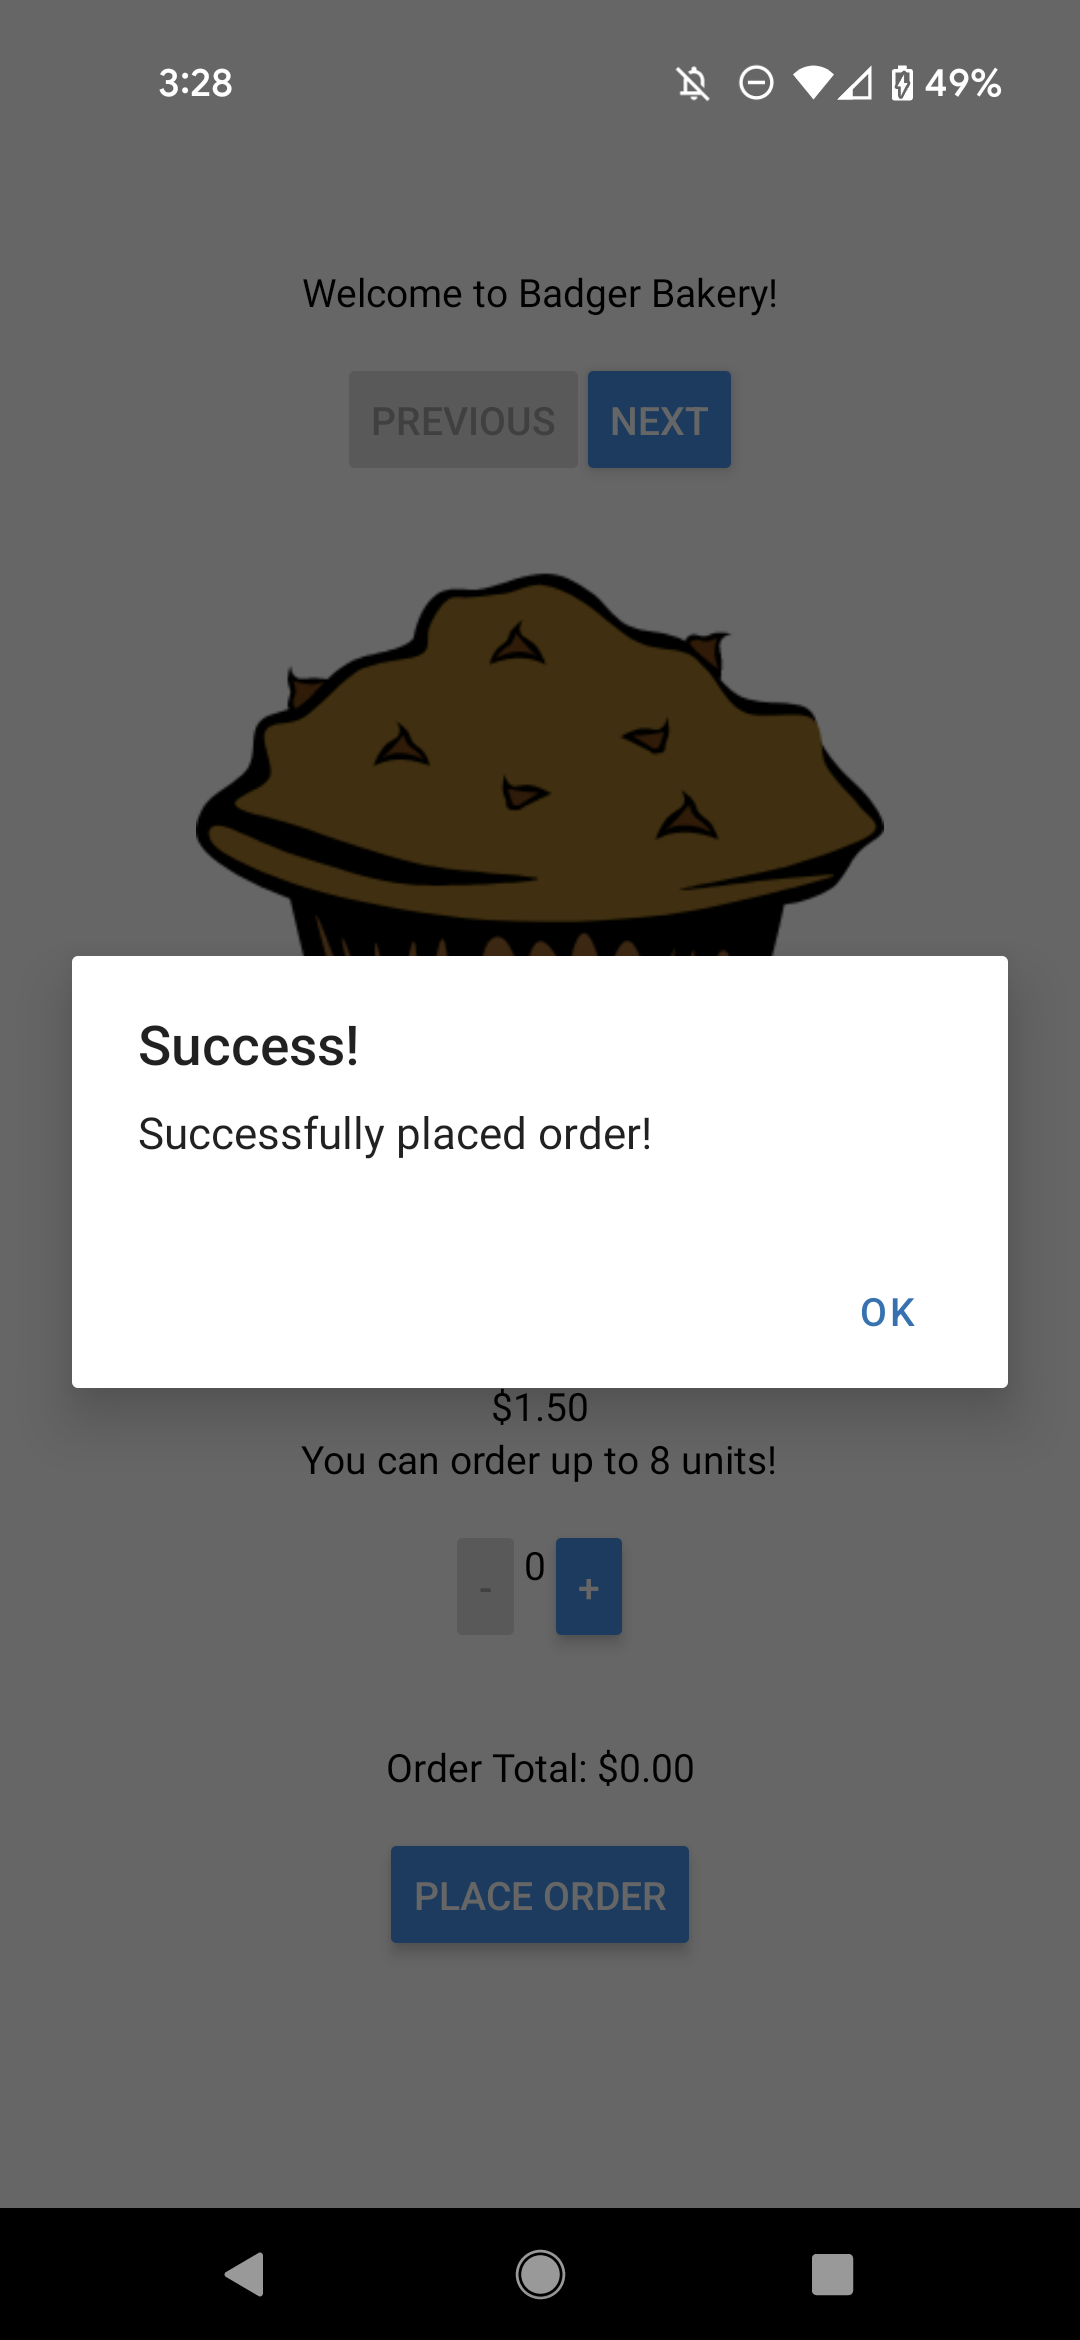 3:28 49%
Welcome to Badger Bakery!
PREVIOUS NEXT
Success!
Successfully placed order!
OK
$1.50
You can order up to 8 units!
- 0 +
Order Total: $0.00
PLACE ORDER